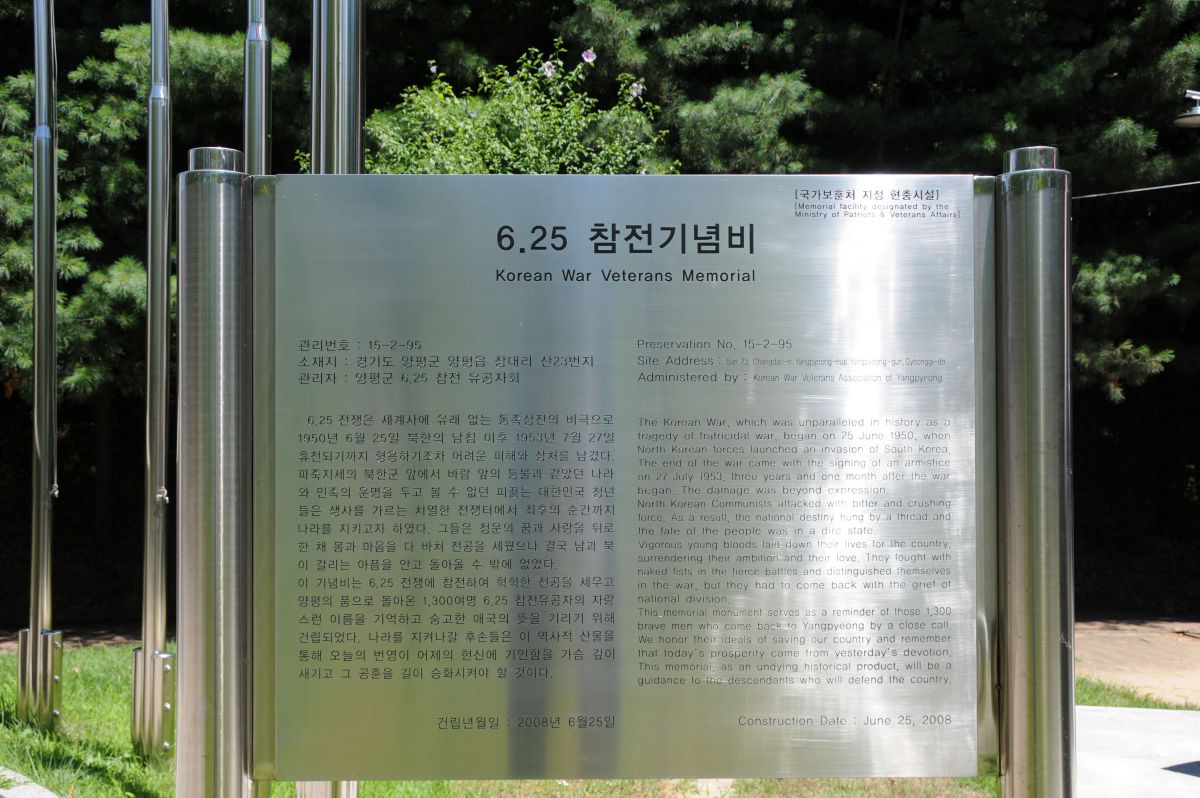 [국가보훈처 지정 현충시설]
[Memorial facility designated by the
Ministry of Patriots & Veterans Affairs]
6.25 참전기념비
Korean War Veterans Memorial
관리번호 : 15-2-95
소재지 : 경기도 양평군 양평읍 창대리 산23번지
관리자 : 양평군 6.25 참전 유공자회
6.25 전쟁은 세계사에 유래 없는 동족상잔의 비극으로
1950년 6월 25일 북한의 남침 이후 1953년 7월 27일
휴전되기까지 형용하기조차 어려운 피해와 상처를 남겼다.
파죽지세의 북한군 앞에서 바람 앞의 등불과 같았던 나라
와 민족의 운명을 두고 볼 수 없던 피끓는 대한민국 청년
들은 생사를 가르는 치열한 전쟁터에서 최후의 순간까지
나라를 지키고자 하였다. 그들은 청운의 꿈과 사랑을 뒤로
한 채 몸과 마음을 다 바쳐 전공을 세웠으나 결국 남과 북
이 갈리는 아픔을 안고 돌아올 수 밖에 없었다.
이 기념비는 6.25 전쟁에 참전하여 혁혁한 전공을 세우고
양평의 품으로 돌아온 1,300여명 6.25 참전유공자의 자랑
스런 이름을 기억하고 숭고한 애국의 뜻을 기리기 위해
건립되었다. 나라를 지켜나갈 후손들은 이 역사적 산물을
통해 오늘의 번영이 어제의 헌신에 기인함을 가슴 깊이
새기고 그 공훈을 길이 승화시켜야 할 것이다.
건립년월일 : 2008년 6월25일
Preservation No. 15-2-95
Site Address : San 23, Changdae-ri, Yangpyeong-eup, Yangpyeong-gun, Gyeonggi-do
Administered by : Korean War Veterans Association of Yangpyeong
The Korean War, which was unparalleled in history as a
tragedy of fratricidal war, began on 25 June 1950, when
North Korean forces launched an invasion of South Korea.
The end of the war came with the signing of an armistice
on 27 July 1953, three years and one month after the war
began. The damage was beyond expression.
North Korean Communists attacked with bitter and crushing
force. As a result, the national destiny hung by a thread and
the fate of the people was in a dire state.
Vigorous young bloods laid down their lives for the country,
surrendering their ambition and their love. They fought with
naked fists in the fierce battles and distinguished themselves
in the war, but they had to come back with the grief of
national division.
This memorial monument serves as a reminder of those 1,300
brave men who came back to Yangpyeong by a close call.
We honor their ideals of saving our country and remember
that today's prosperity came from yesterday's devotion.
This memorial, as an undying historical product, will be a
guidance to the descendants who will defend the country.
Construction Date : June 25, 2008